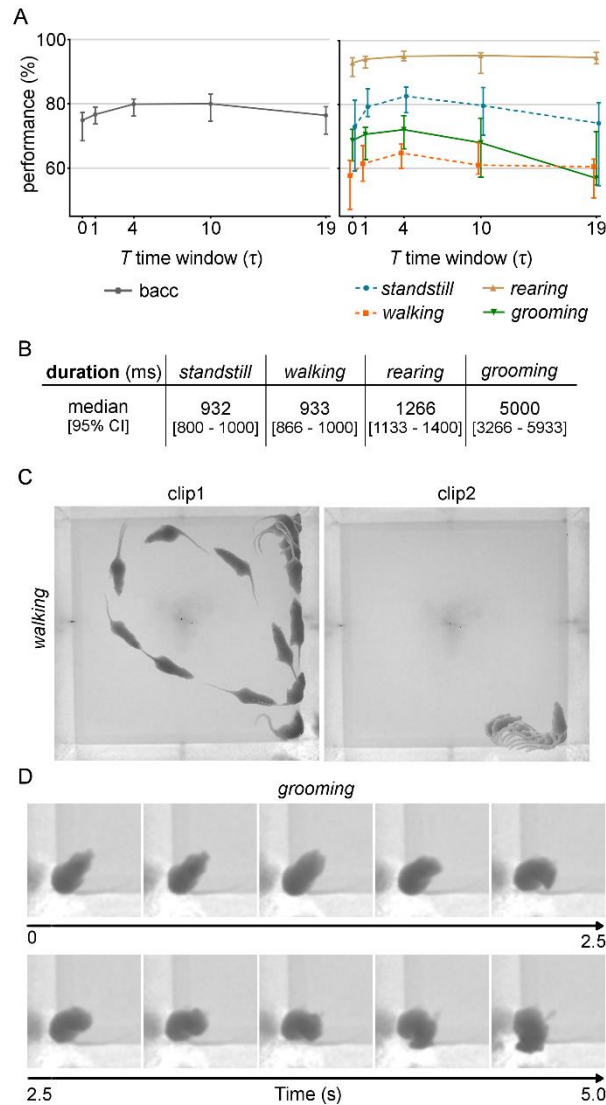 A
performance (%)
100
80
60
0 1 4 10 19
T time window (τ)
bacc
0 1 4 10 19
T time window (τ)
standstill
rearing
walking
grooming
B
duration (ms) standstill walking rearing grooming
median 932 933 1266 5000
[95% CI] [800 - 1000] [866 - 1000] [1133 - 1400] [3266 - 5933]
C
clip1 clip2
walking
D
grooming
0 2.5
2.5 Time (s) 5.0